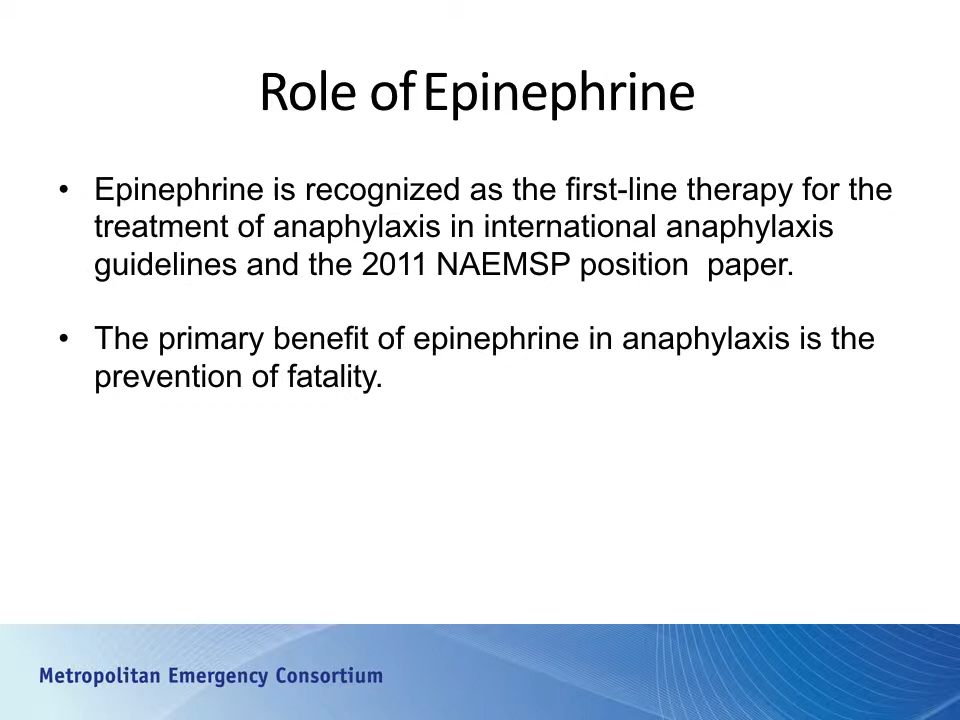 Role of Epinephrine
• Epinephrine is recognized as the first-line therapy for the
treatment of anaphylaxis in international anaphylaxis
guidelines and the 2011 NAEMSP position  paper.
• The primary benefit of epinephrine in anaphylaxis is the
prevention of fatality.
Metropolitan Emergency Consortium